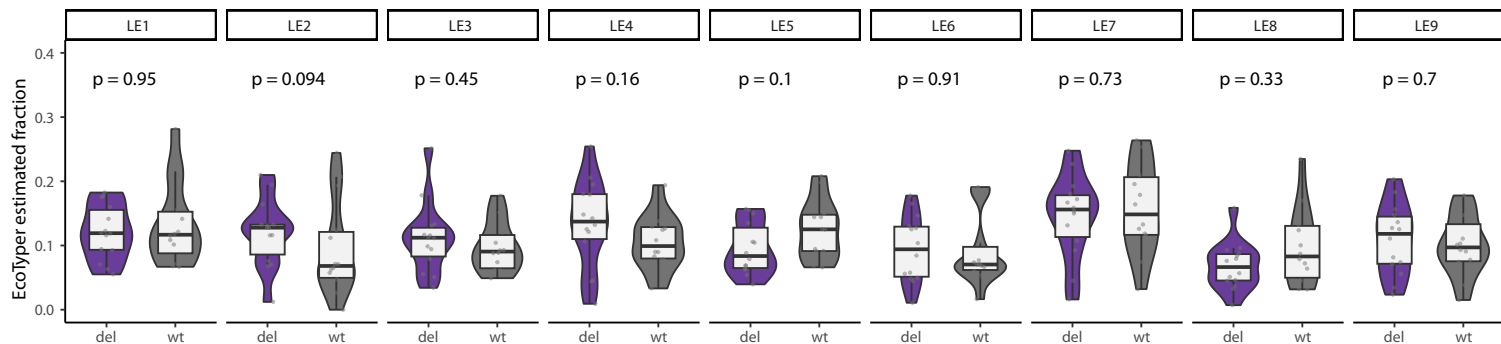 LE1 LE2 LE3 LE4 LE5 LE6 LE7 LE8 LE9
0.4
p = 0.95 p = 0.094 p = 0.45 p = 0.16 p = 0.1 p = 0.91 p = 0.73 p = 0.33 p = 0.7
0.3
0.2
0.1
0.0
EcoTyper estimated fraction
del wt del wt del wt del wt del wt del wt del wt del wt del wt